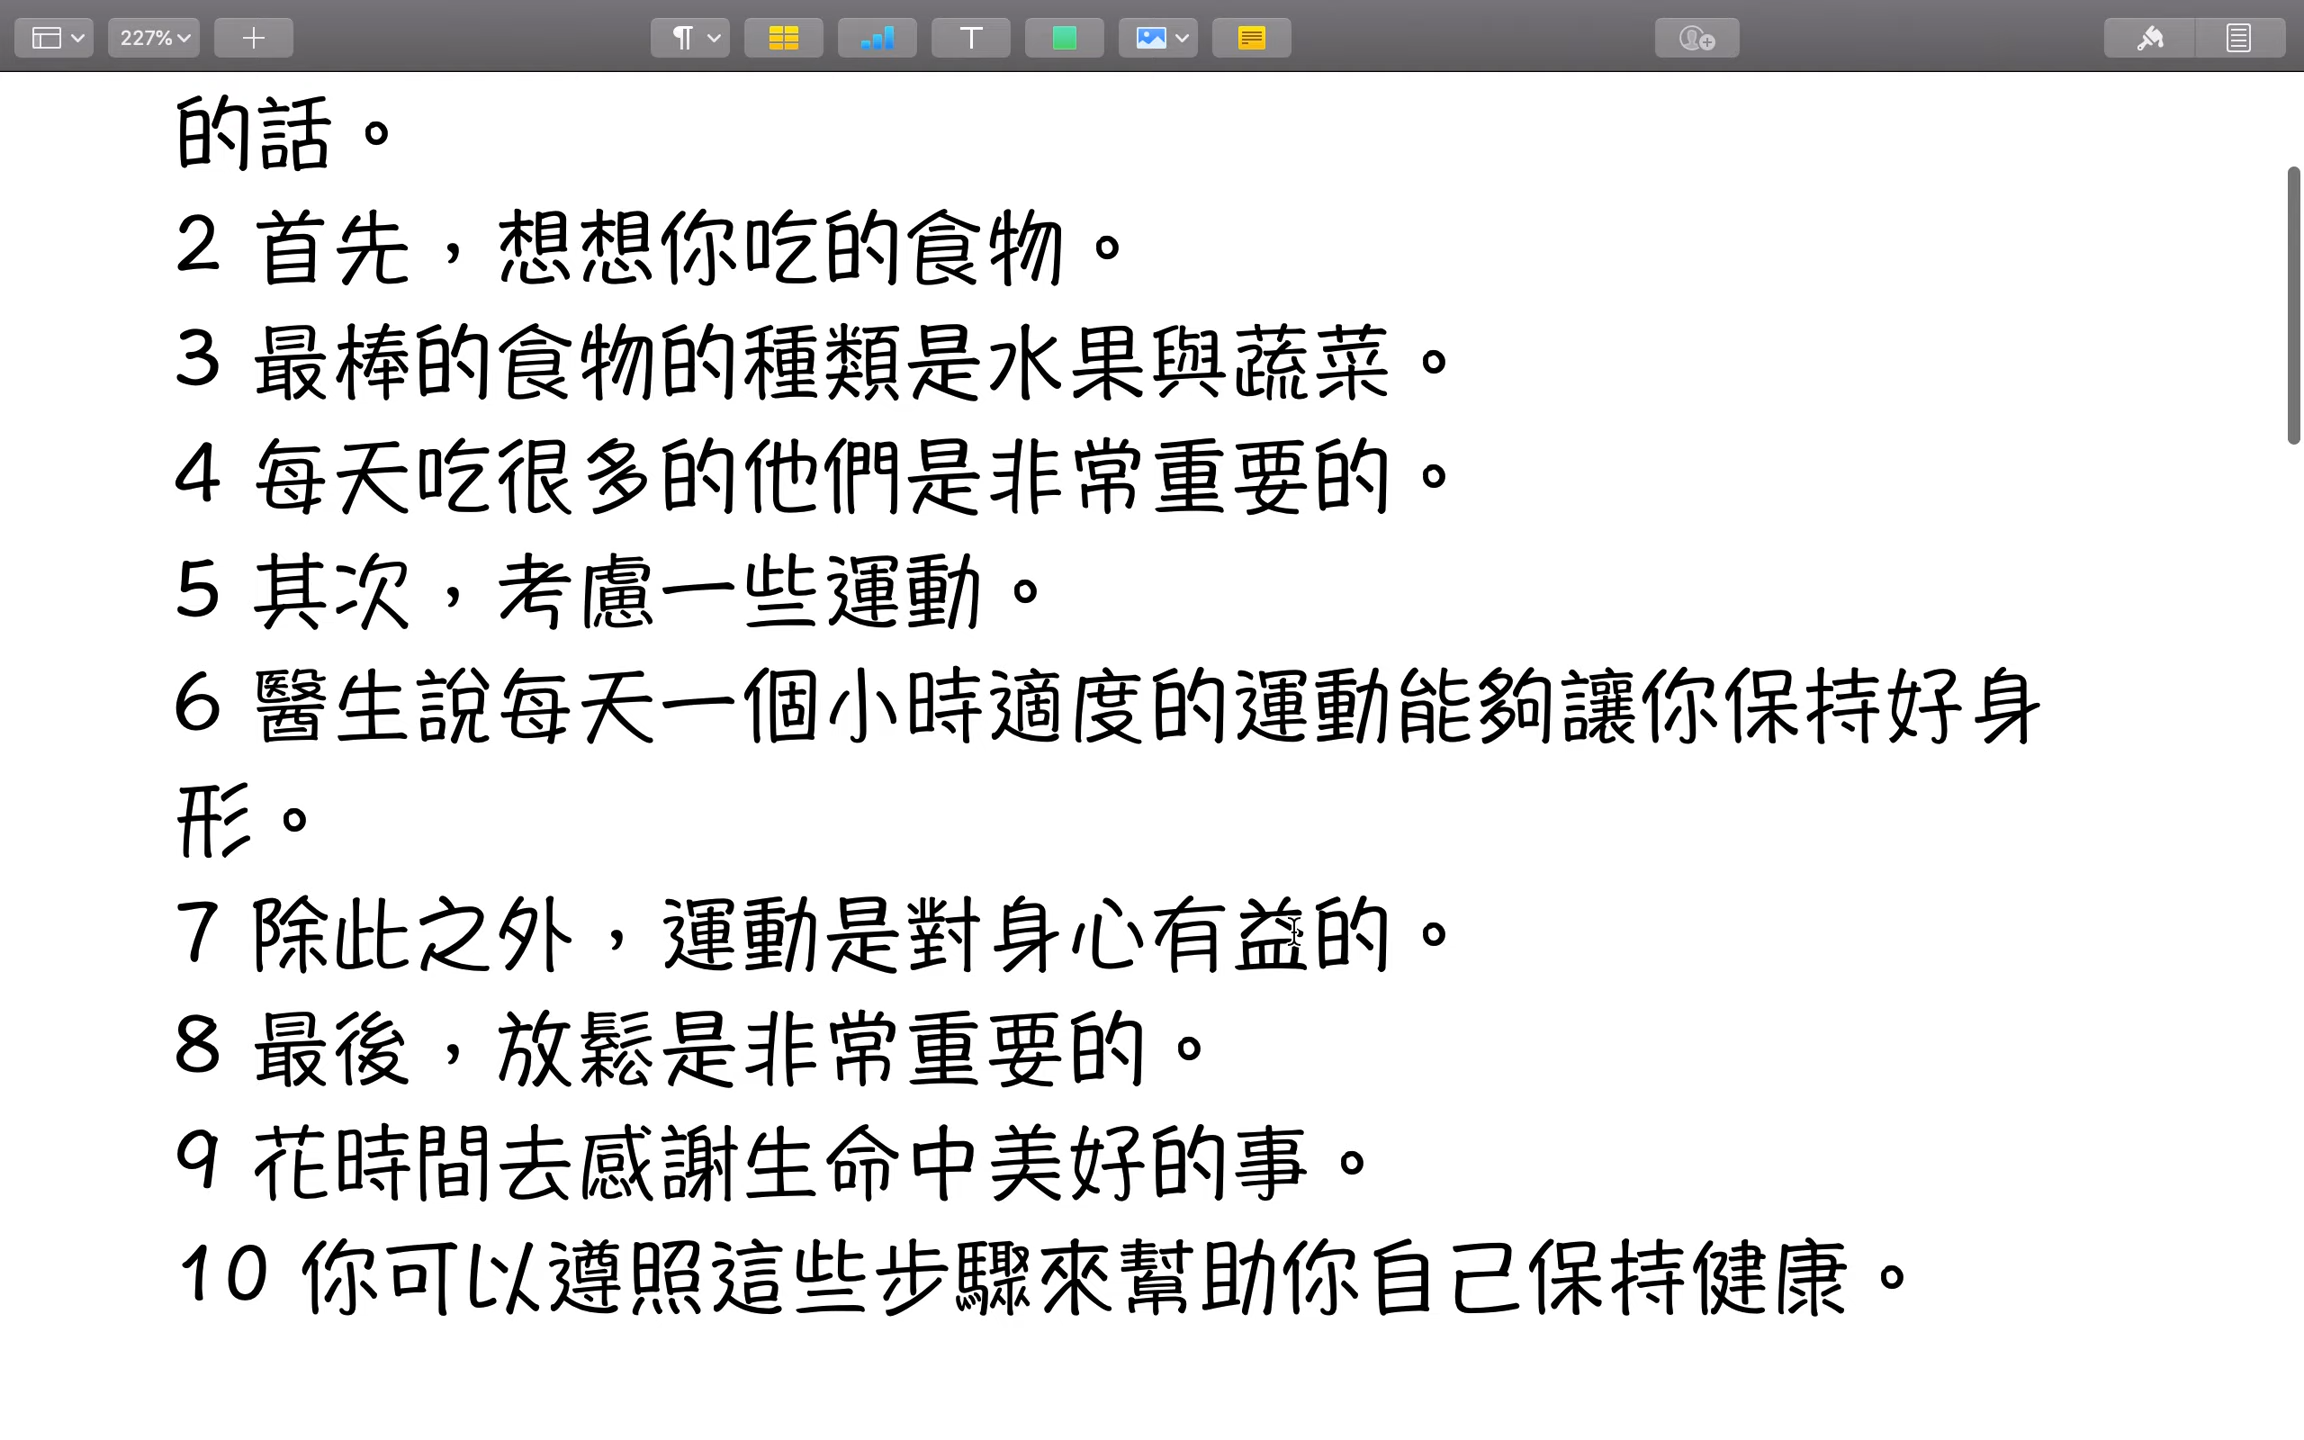 227%
的話。
2 首先，想想你吃的食物。
3 最棒的食物的種類是水果與蔬菜。
4 每天吃很多的他們是非常重要的。
5 其次，考慮一些運動。
6 醫生說每天一個小時適度的運動能夠讓你保持好身
形。
7 除此之外，運動是對身心有益的。
8 最後，放鬆是非常重要的。
9 花時間去感謝生命中美好的事。
10 你可以遵照這些步驟來幫助你自己保持健康。